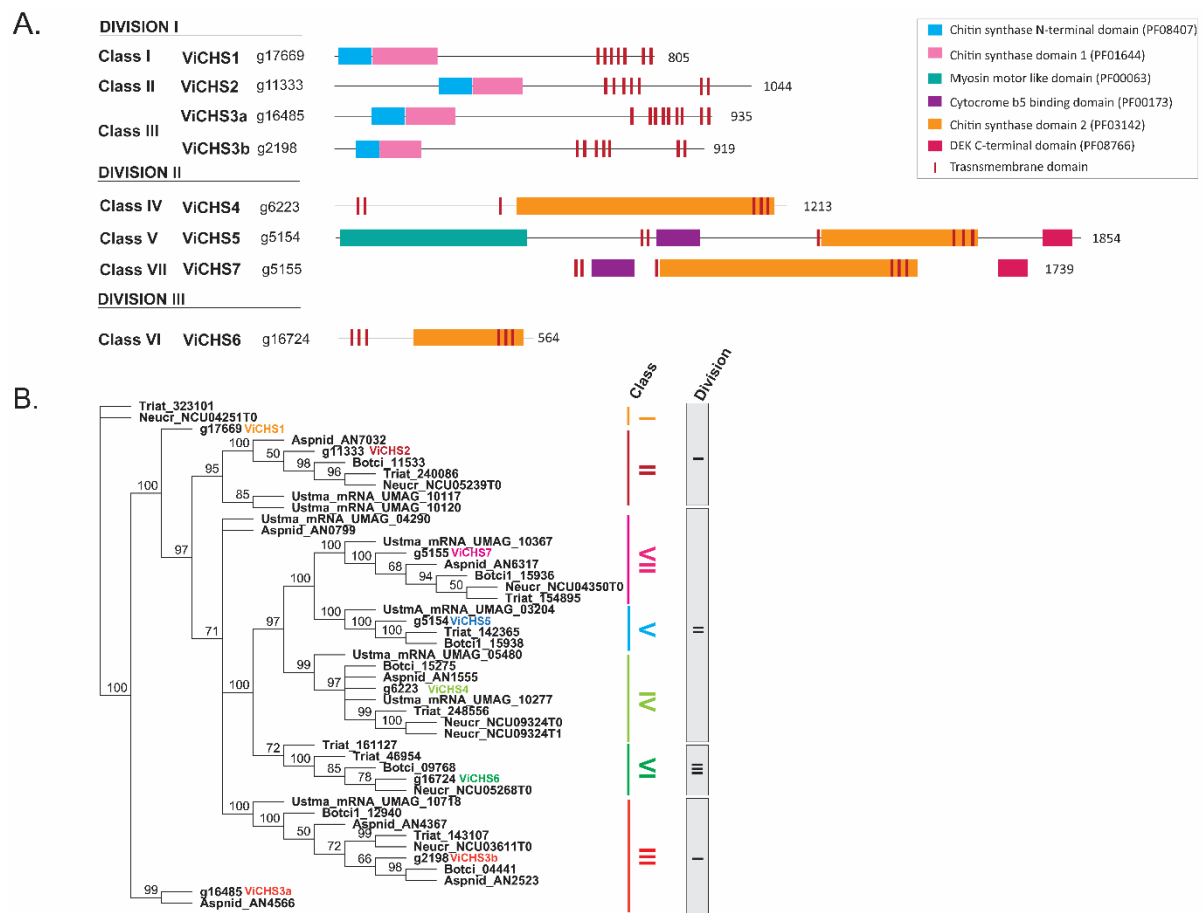 A.
DIVISION I
Class I ViCHS1 g17669 805
Class II ViCHS2 g11333 1044
Class III
ViCHS3a g16485 935
ViCHS3b g2198 919
DIVISION II
Class IV ViCHS4 g6223 1213
Class V ViCHS5 g5154 1854
Class VII ViCHS7 g5155 1739
DIVISION III
Class VI ViCHS6 g16724 564
Chitin synthase N-terminal domain (PF08407)
Chitin synthase domain 1 (PF01644)
Myosin motor like domain (PF00063)
Cytocrome b5 binding domain (PF00173)
Chitin synthase domain 2 (PF03142)
DEK C-terminal domain (PF08766)
Trasnsmembrane domain
B.
Class
Division
Triat_323101
Neucr_NCU04251T0
g17669 ViCHS1
Aspnid_AN7032
g11333 ViCHS2
Botci_11533
Triat_240086
Neucr_NCU05239T0
Ustma_mRNA_UMAG_10117
Ustma_mRNA_UMAG_10120
Ustma_mRNA_UMAG_04290
Aspnid_AN0799
Ustma_mRNA_UMAG_10367
g5155 ViCHS7
Aspnid_AN6317
Botci1_15936
Neucr_NCU04350T0
Triat_154895
UstmA_mRNA_UMAG_03204
g5154 ViCHS5
Triat_142365
Botci1_15938
Ustma_mRNA_UMAG_05480
Botci_15275
Aspnid_AN1555
g6223 ViCHS4
Ustma_mRNA_UMAG_10277
Triat_248556
Neucr_NCU09324T0
Neucr_NCU09324T1
Triat_161127
Triat_46954
Botci_09768
g16724 ViCHS6
Neucr_NCU05268T0
Ustma_mRNA_UMAG_10718
Botci1_12940
Aspnid_AN4367
Triat_143107
Neucr_NCU03611T0
g2198 ViCHS3b
Botci_04441
Aspnid_AN2523
g16485 ViCHS3a
Aspnid_AN4566
100
50
98
96
95
100
85
97
100
100
68
94
50
100
71
97
100
100
100
99
97
100
99
100
72
100
85
78
100
100
100
50
99
72
66
98
99
I
II
VII
V
IV
VI
III
I
II
III
I